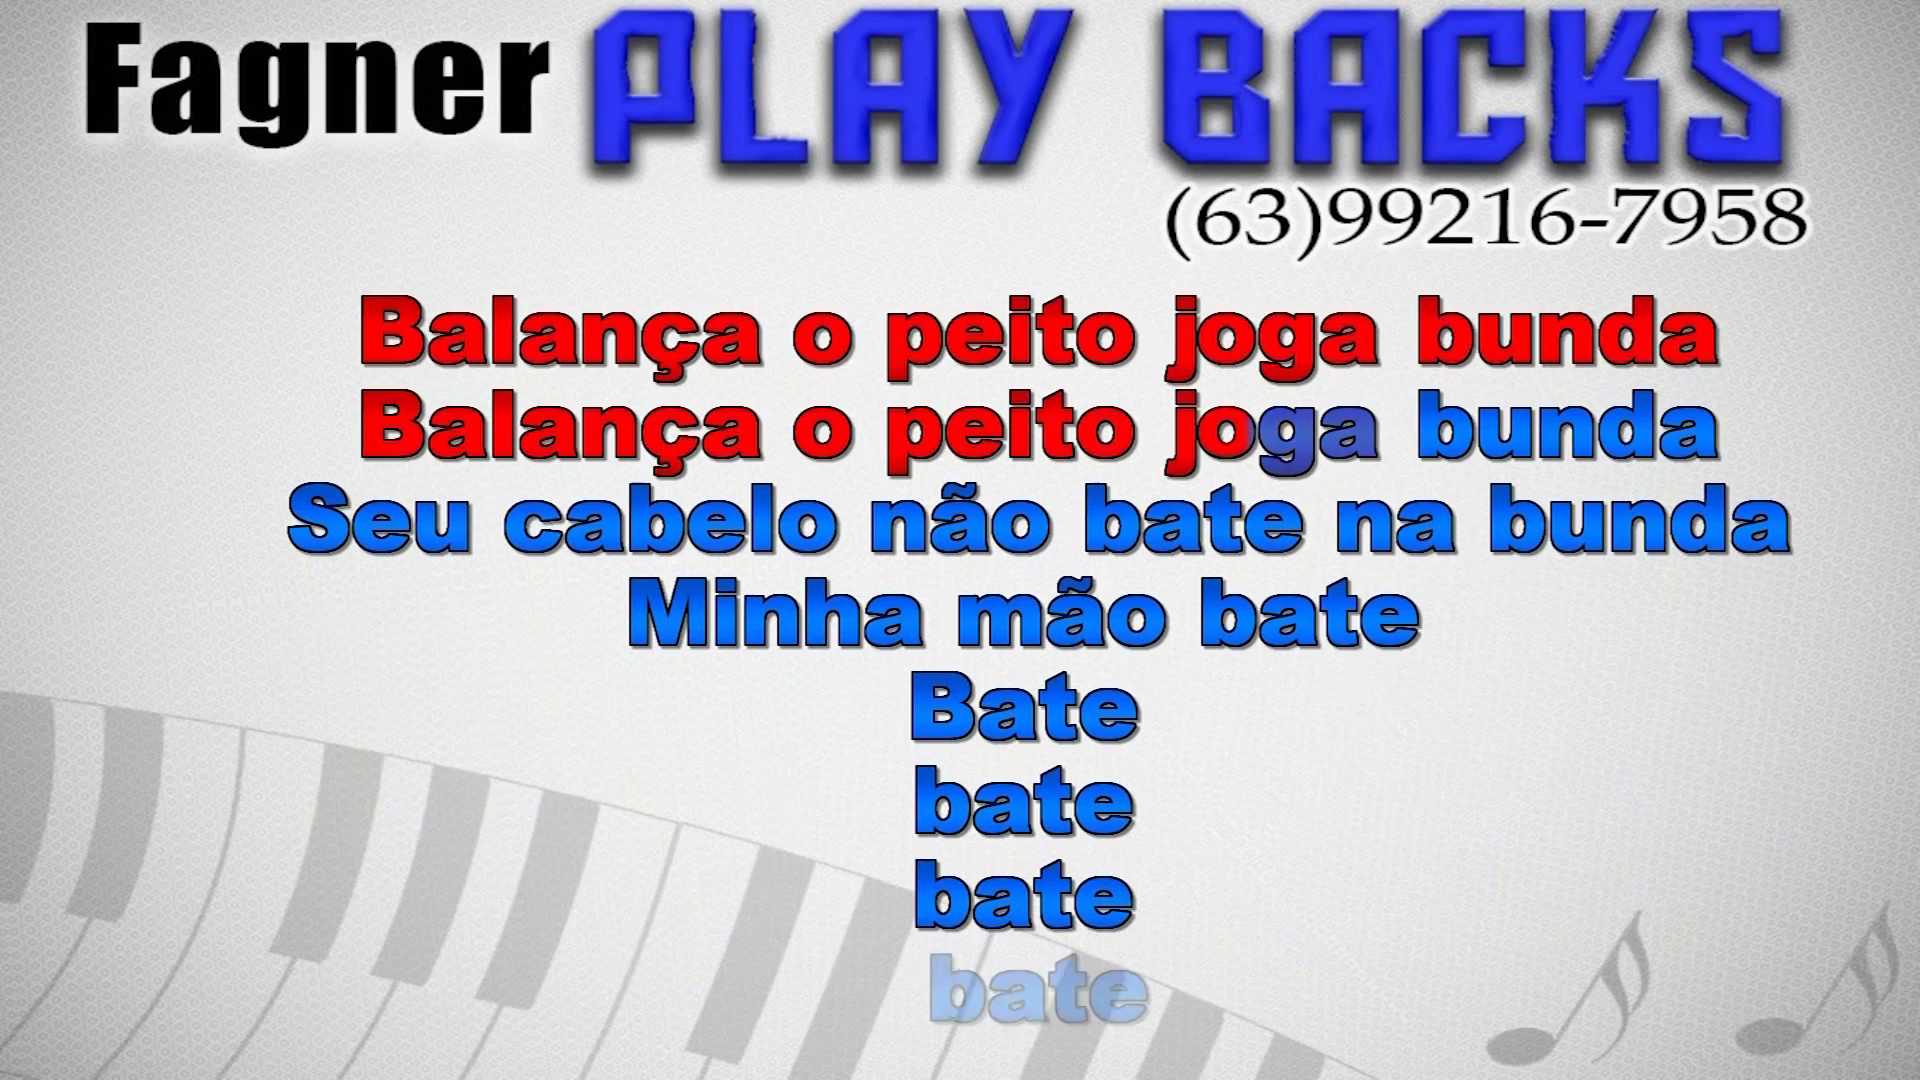 Fagner PLAY BACKS
(63)99216-7958
Balança o peito joga bunda
Balança o peito joga bunda
Seu cabelo não bate na bunda
Minha mão bate
Bate
bate
bate
bate